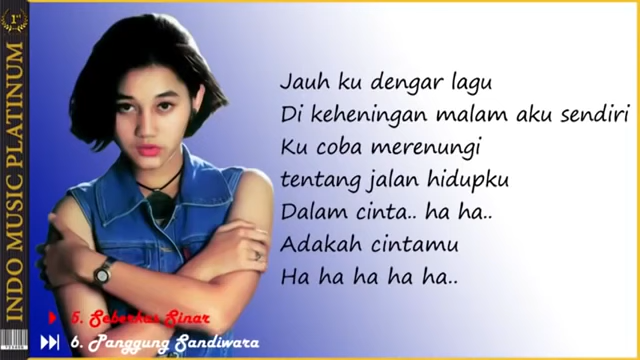 INDO MUSIC PLATINUM
1st
Jauh ku dengar lagu
Di keheningan malam aku sendiri
Ku coba merenungi
tentang jalan hidupku
Dalam cinta.. ha ha..
Adakah cintamu
Ha ha ha ha ha..
5. Seberkas Sinar
6. Panggung Sandiwara